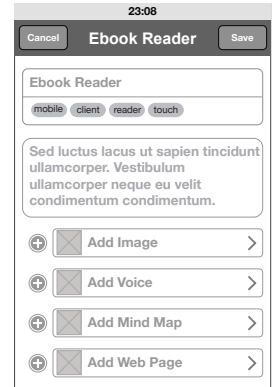 23:08
Cancel Ebook Reader Save
Ebook Reader
mobile client reader touch
Sed luctus lacus ut sapien tincidunt
ullamcorper. Vestibulum
ullamcorper neque eu velit
condimentum condimentum.
Add Image
Add Voice
Add Mind Map
Add Web Page